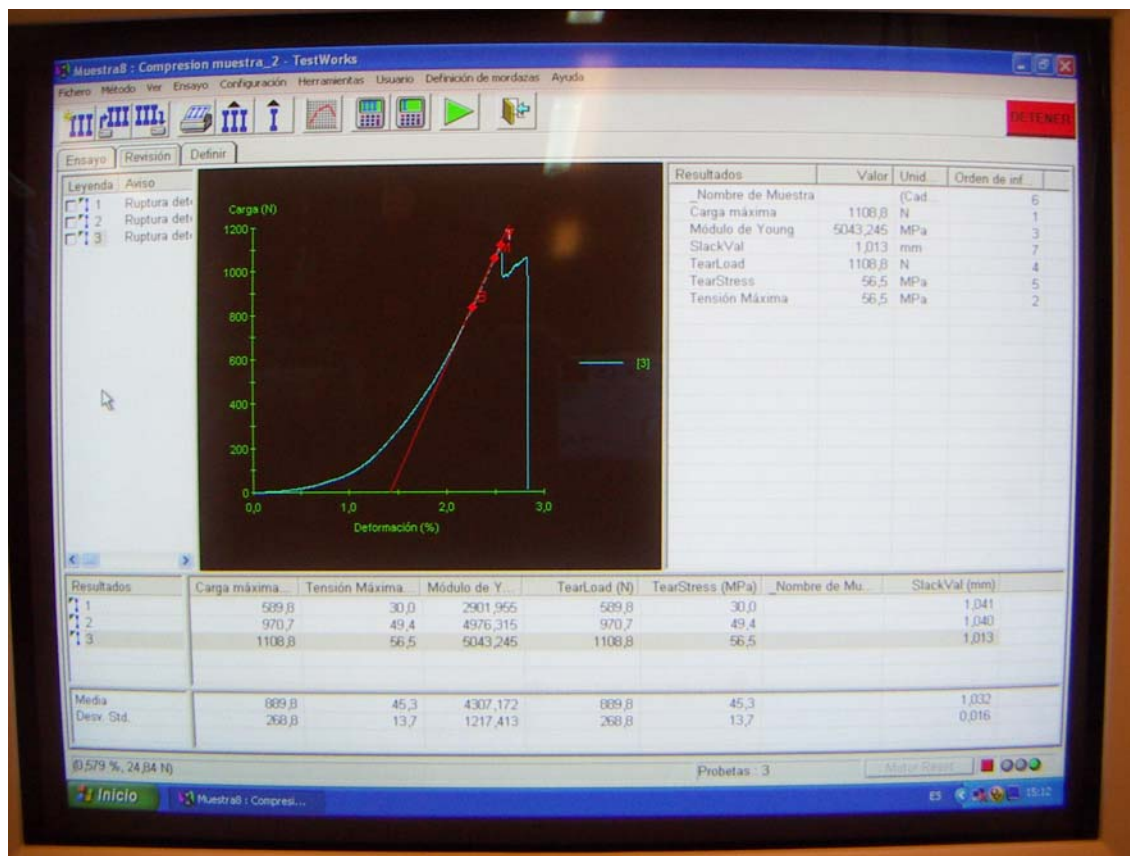 Muestra8 : Compresion muestra_2 - TestWorks
Fichero Método Ver Ensayo Configuración Herramientas Usuario Definición de mordazas Ayuda
DETENER
Ensayo Revisión Definir
Leyenda Aviso
1 Ruptura dete
2 Ruptura dete
3 Ruptura dete
Carga (N)
1200
1000
800
600
400
200
0
0,0 1,0 2,0 3,0
Deformación (%)
[3]
Resultados Valor Unid... Orden de inf...
_Nombre de Muestra (Cad... 6
Carga máxima 1108,8 N 1
Módulo de Young 5043,245 MPa 3
SlackVal 1,013 mm 7
TearLoad 1108,8 N 4
TearStress 56,5 MPa 5
Tensión Máxima 56,5 MPa 2
Resultados Carga máxima... Tensión Máxima... Módulo de Y... TearLoad (N) TearStress (MPa) _Nombre de Mu... SlackVal (mm)
1 589,8 30,0 2901,955 589,8 30,0 1,041
2 970,7 49,4 4976,315 970,7 49,4 1,040
3 1108,8 56,5 5043,245 1108,8 56,5 1,013
Media 889,8 45,3 4307,172 889,8 45,3 1,032
Desv. Std. 268,8 13,7 1217,413 268,8 13,7 0,016
(0,579 %, 24,84 N) Probetas : 3 Motor Reset
Inicio Muestra8 : Compresi... ES 15:12